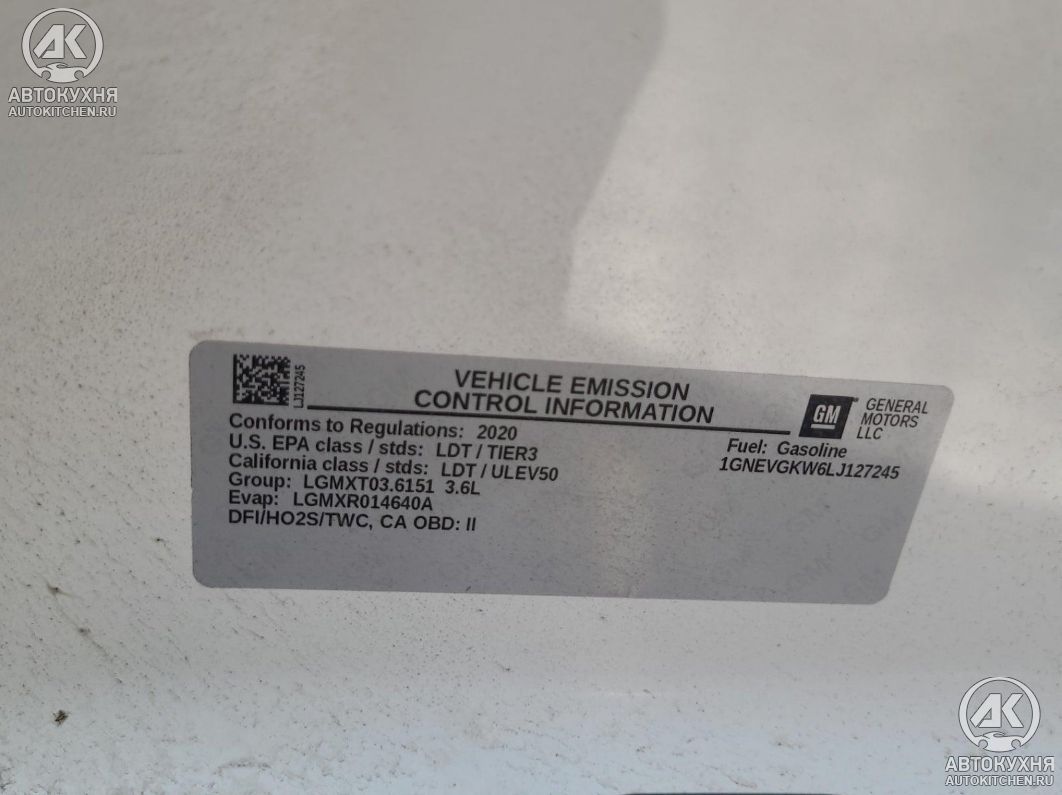 AK
АВТОКУХНЯ
AUTOKITCHEN.RU
LJ127245
VEHICLE EMISSION
CONTROL INFORMATION
GM
GENERAL
MOTORS
LLC
Conforms to Regulations: 2020
U.S. EPA class / stds: LDT / TIER3
California class / stds: LDT / ULEV50
Group: LGMXT03.6151 3.6L
Evap: LGMXR014640A
DFI/HO2S/TWC, CA OBD: II
Fuel: Gasoline
1GNEVGKW6LJ127245
AK
АВТОКУХНЯ
AUTOKITCHEN.RU